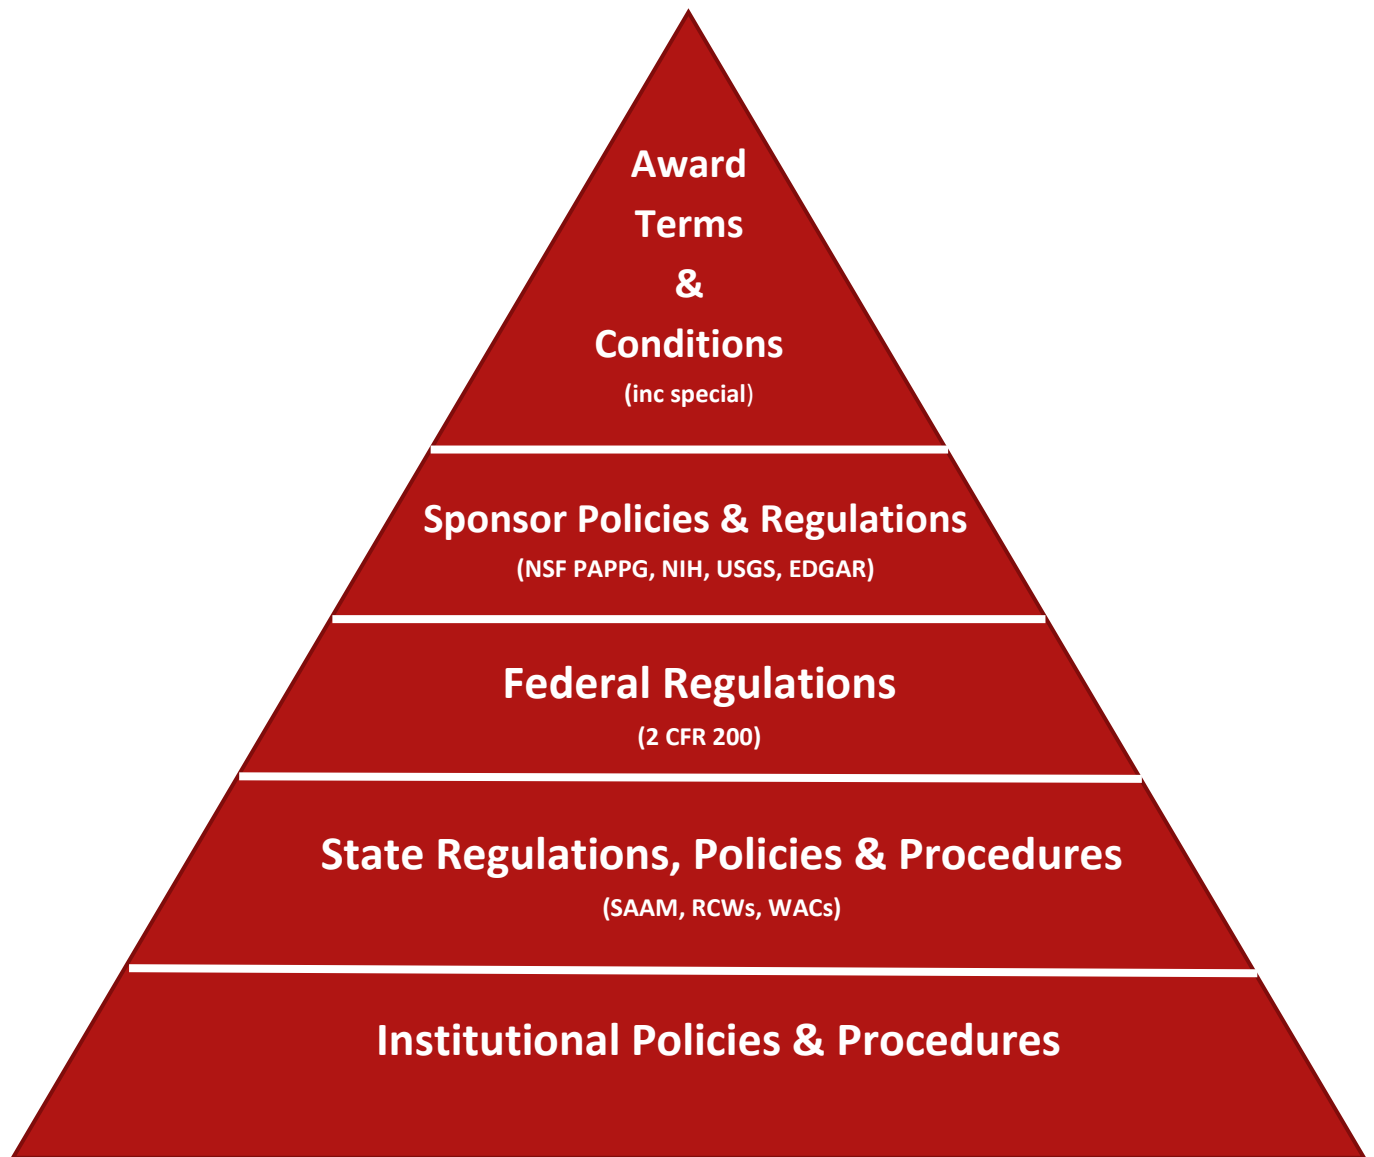 Award
Terms
&
Conditions
(inc special)
Sponsor Policies & Regulations
(NSF PAPPG, NIH, USGS, EDGAR)
Federal Regulations
(2 CFR 200)
State Regulations, Policies & Procedures
(SAAM, RCWs, WACs)
Institutional Policies & Procedures